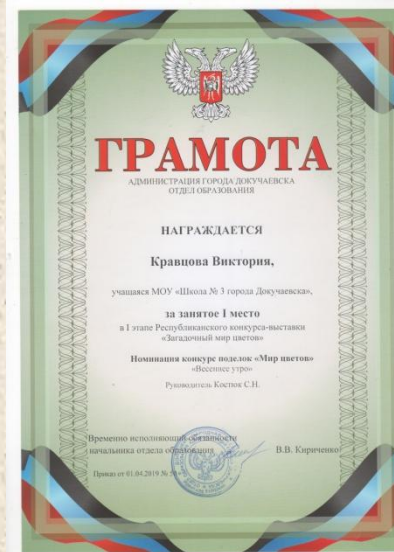 ГРАМОТА
АДМИНИСТРАЦИЯ ГОРОДА ДОКУЧАЕВСКА
ОТДЕЛ ОБРАЗОВАНИЯ
НАГРАЖДАЕТСЯ
Кравцова Виктория,
учащаяся МОУ «Школа № 3 города Докучаевска»,
за занятое I место
в I этапе Республиканского конкурса-выставки
«Загадочный мир цветов»
Номинация конкурс поделок «Мир цветов»
«Весеннее утро»
Руководитель Костюк С.Н.
Временно исполняющий обязанности
начальника отдела образования В.В. Кириченко
Приказ от 01.04.2019 №